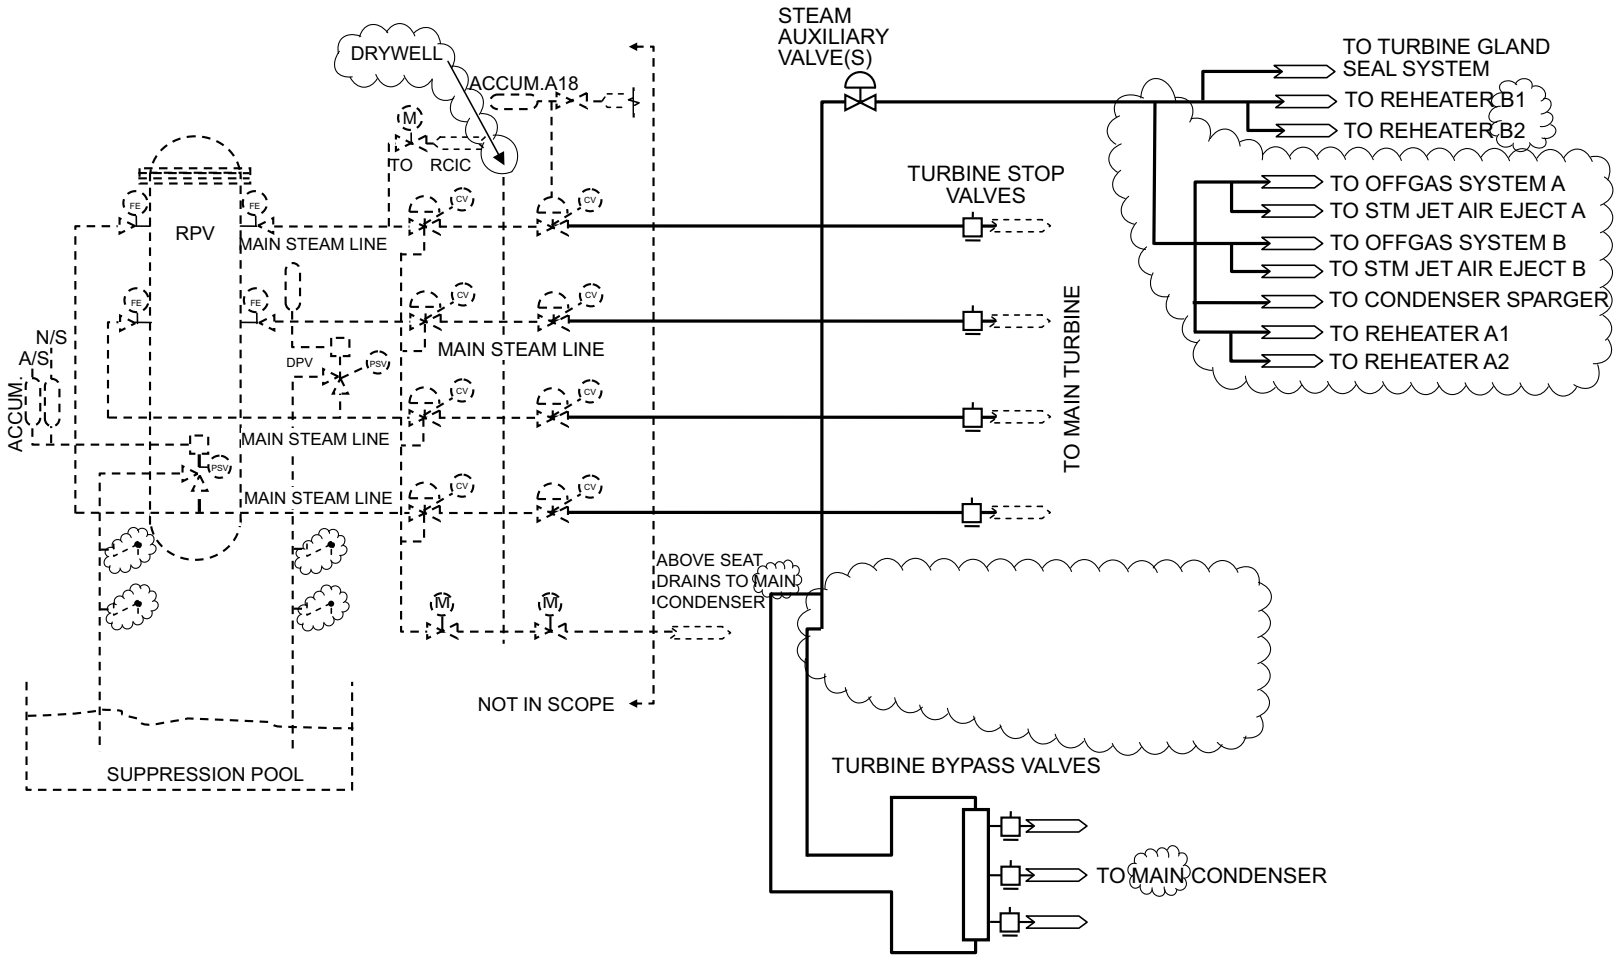 STEAM
AUXILIARY
VALVE(S)
TO TURBINE GLAND
SEAL SYSTEM
TO REHEATER B1
TO REHEATER B2
DRYWELL
ACCUM.A18
M
TO RCIC
TURBINE STOP
VALVES
TO OFFGAS SYSTEM A
TO STM JET AIR EJECT A
TO OFFGAS SYSTEM B
TO STM JET AIR EJECT B
TO CONDENSER SPARGER
TO REHEATER A1
TO REHEATER A2
FE
FE
CV
CV
RPV
MAIN STEAM LINE
FE
FE
CV
CV
MAIN STEAM LINE
TO MAIN TURBINE
N/S
A/S
ACCUM.
DPV
PSV
CV
CV
MAIN STEAM LINE
PSV
CV
CV
MAIN STEAM LINE
ABOVE SEAT
DRAINS TO MAIN
CONDENSER
M
M
NOT IN SCOPE
SUPPRESSION POOL
TURBINE BYPASS VALVES
TO MAIN CONDENSER